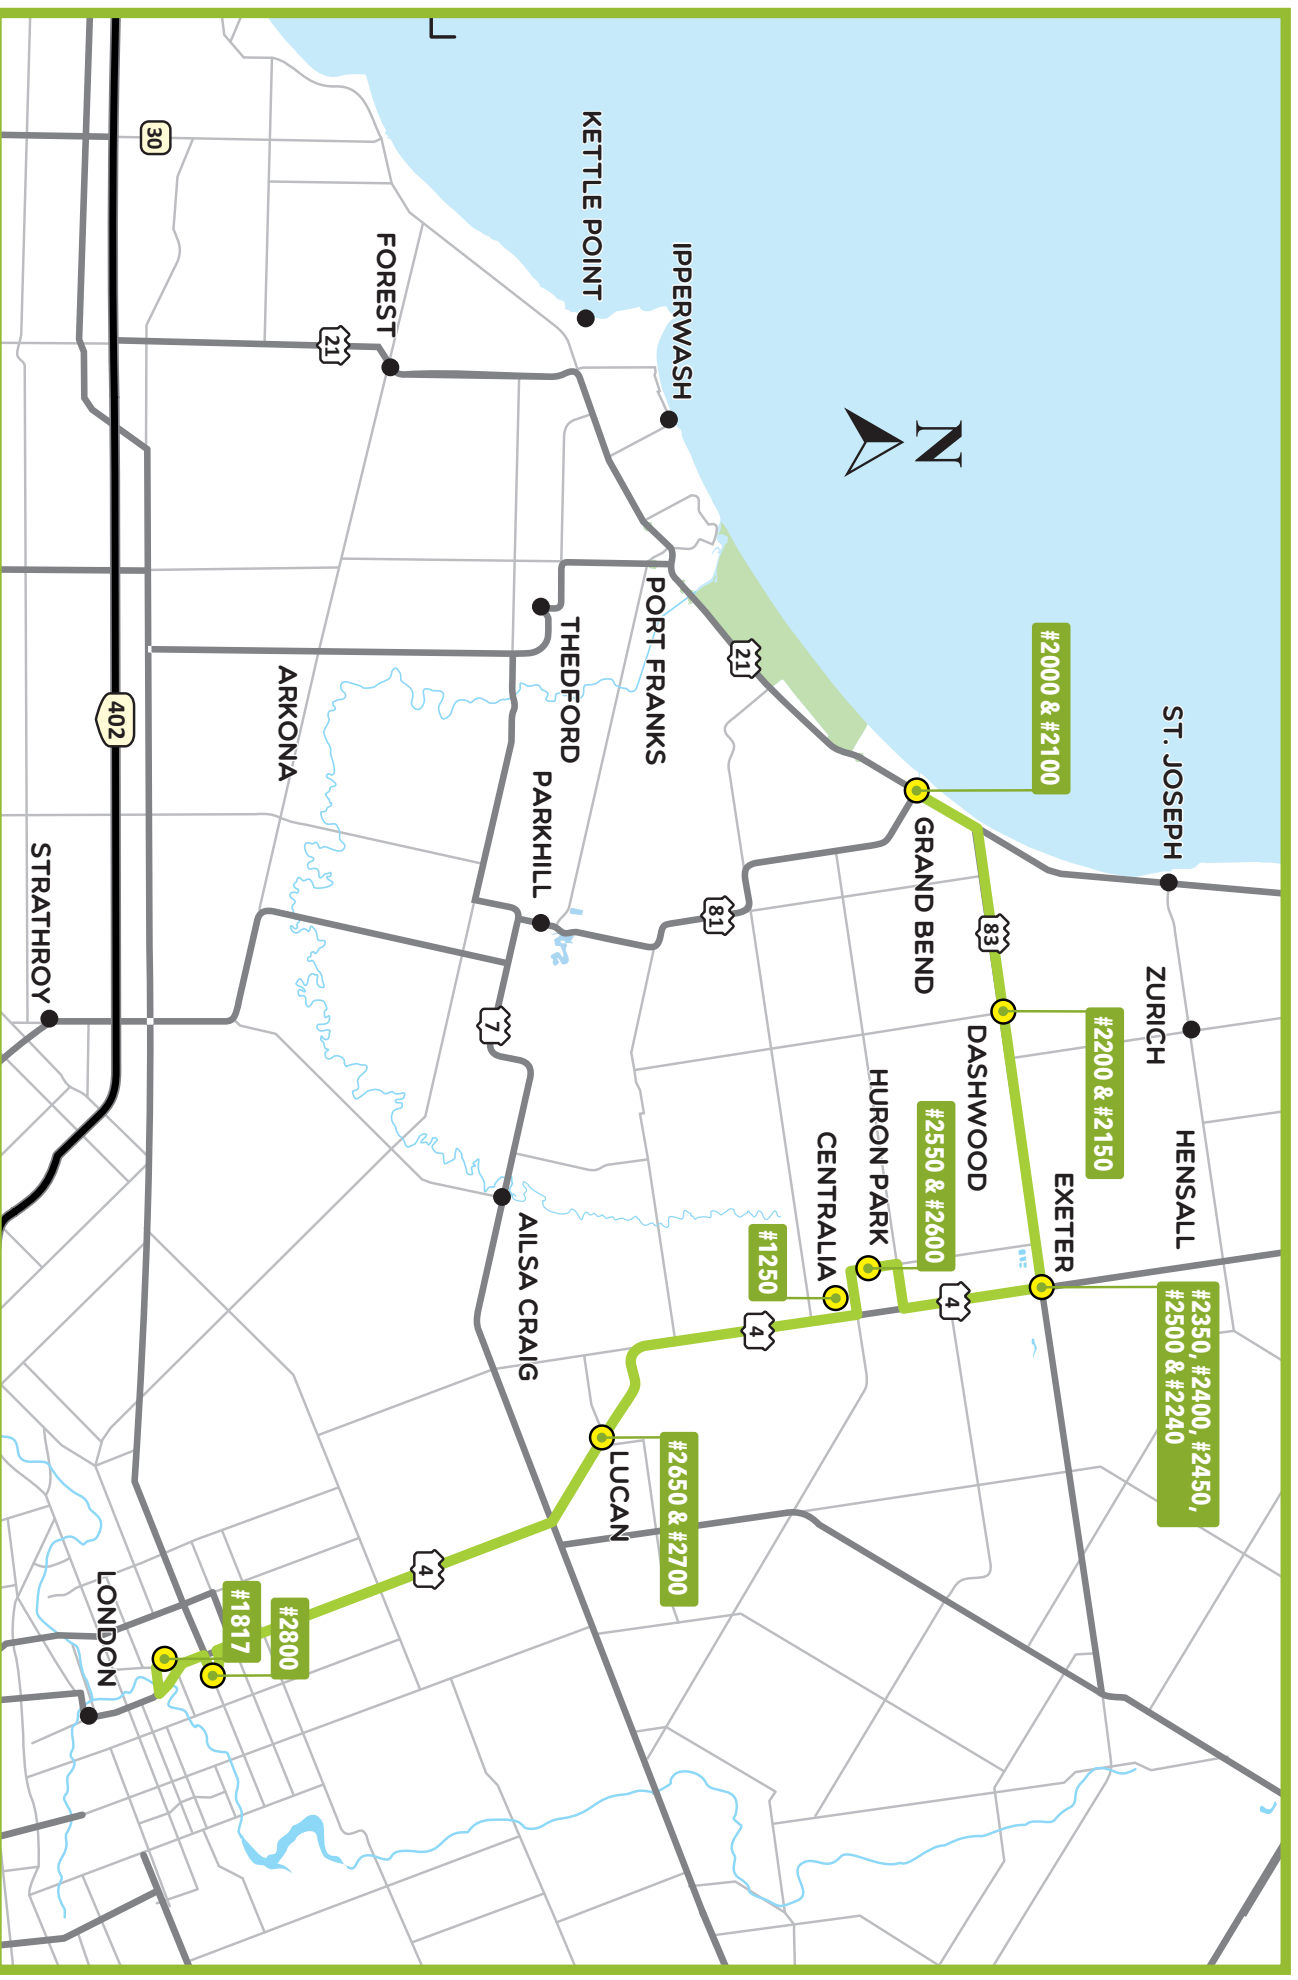 ST. JOSEPH
ZURICH
HENSALL
#2350, #2400, #2450,
#2500 & #2240
#2000 & #2100
#2200 & #2150
EXETER
83
DASHWOOD
N
GRAND BEND
#2550 & #2600
4
HURON PARK
CENTRALIA
#1250
4
21
81
IPPERWASH
PORT FRANKS
#2650 & #2700
LUCAN
KETTLE POINT
THEDFORD
PARKHILL
7
AILSA CRAIG
4
FOREST
21
ARKONA
#2800
#1817
30
402
LONDON
STRATHROY